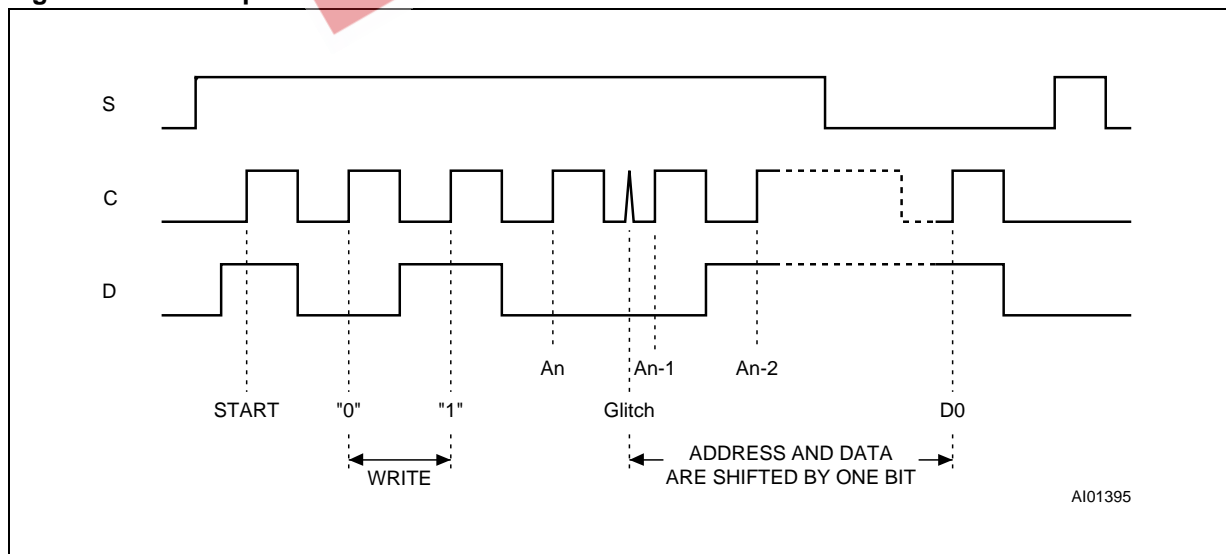 S
C
D
An An-1 An-2
START "0" "1" Glitch D0
WRITE
ADDRESS AND DATA
ARE SHIFTED BY ONE BIT
AI01395